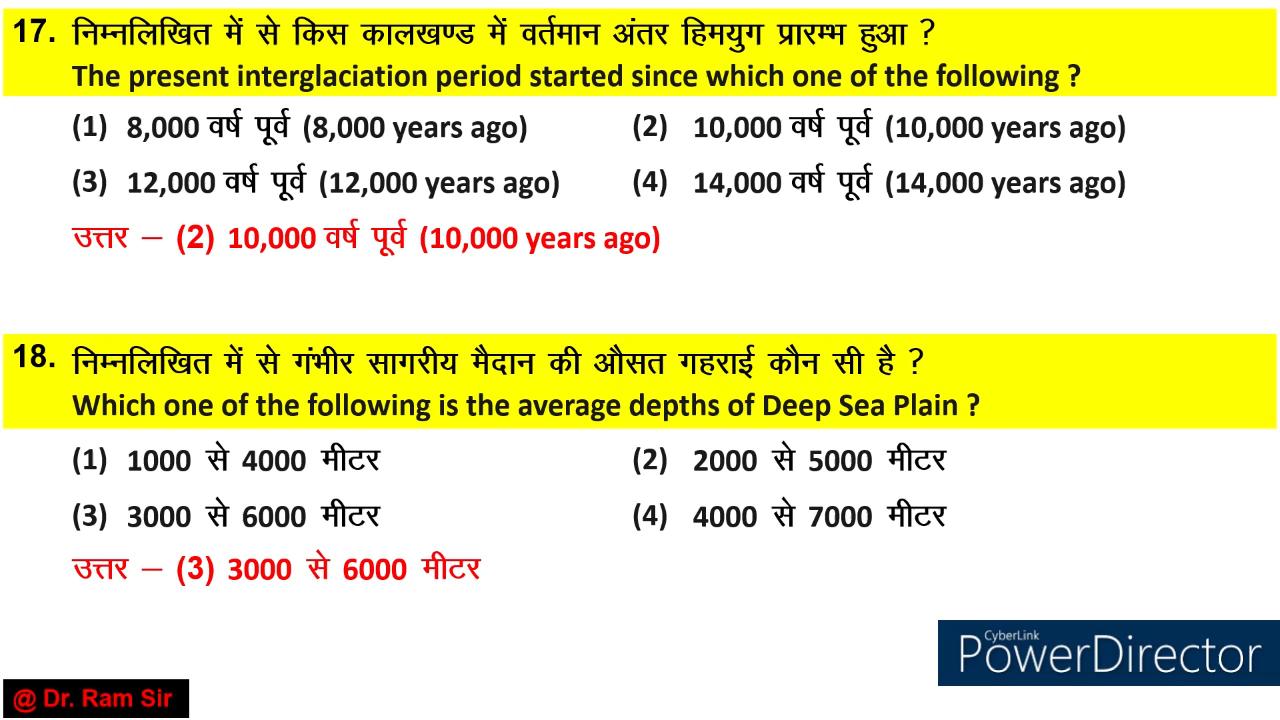 17. निम्नलिखित में से किस कालखण्ड में वर्तमान अंतर हिमयुग प्रारम्भ हुआ ?
The present interglaciation period started since which one of the following ?
(1) 8,000 वर्ष पूर्व (8,000 years ago) (2) 10,000 वर्ष पूर्व (10,000 years ago)
(3) 12,000 वर्ष पूर्व (12,000 years ago) (4) 14,000 वर्ष पूर्व (14,000 years ago)
उत्तर – (2) 10,000 वर्ष पूर्व (10,000 years ago)
18. निम्नलिखित में से गंभीर सागरीय मैदान की औसत गहराई कौन सी है ?
Which one of the following is the average depths of Deep Sea Plain ?
(1) 1000 से 4000 मीटर (2) 2000 से 5000 मीटर
(3) 3000 से 6000 मीटर (4) 4000 से 7000 मीटर
उत्तर – (3) 3000 से 6000 मीटर
CyberLink
PowerDirector
@ Dr. Ram Sir